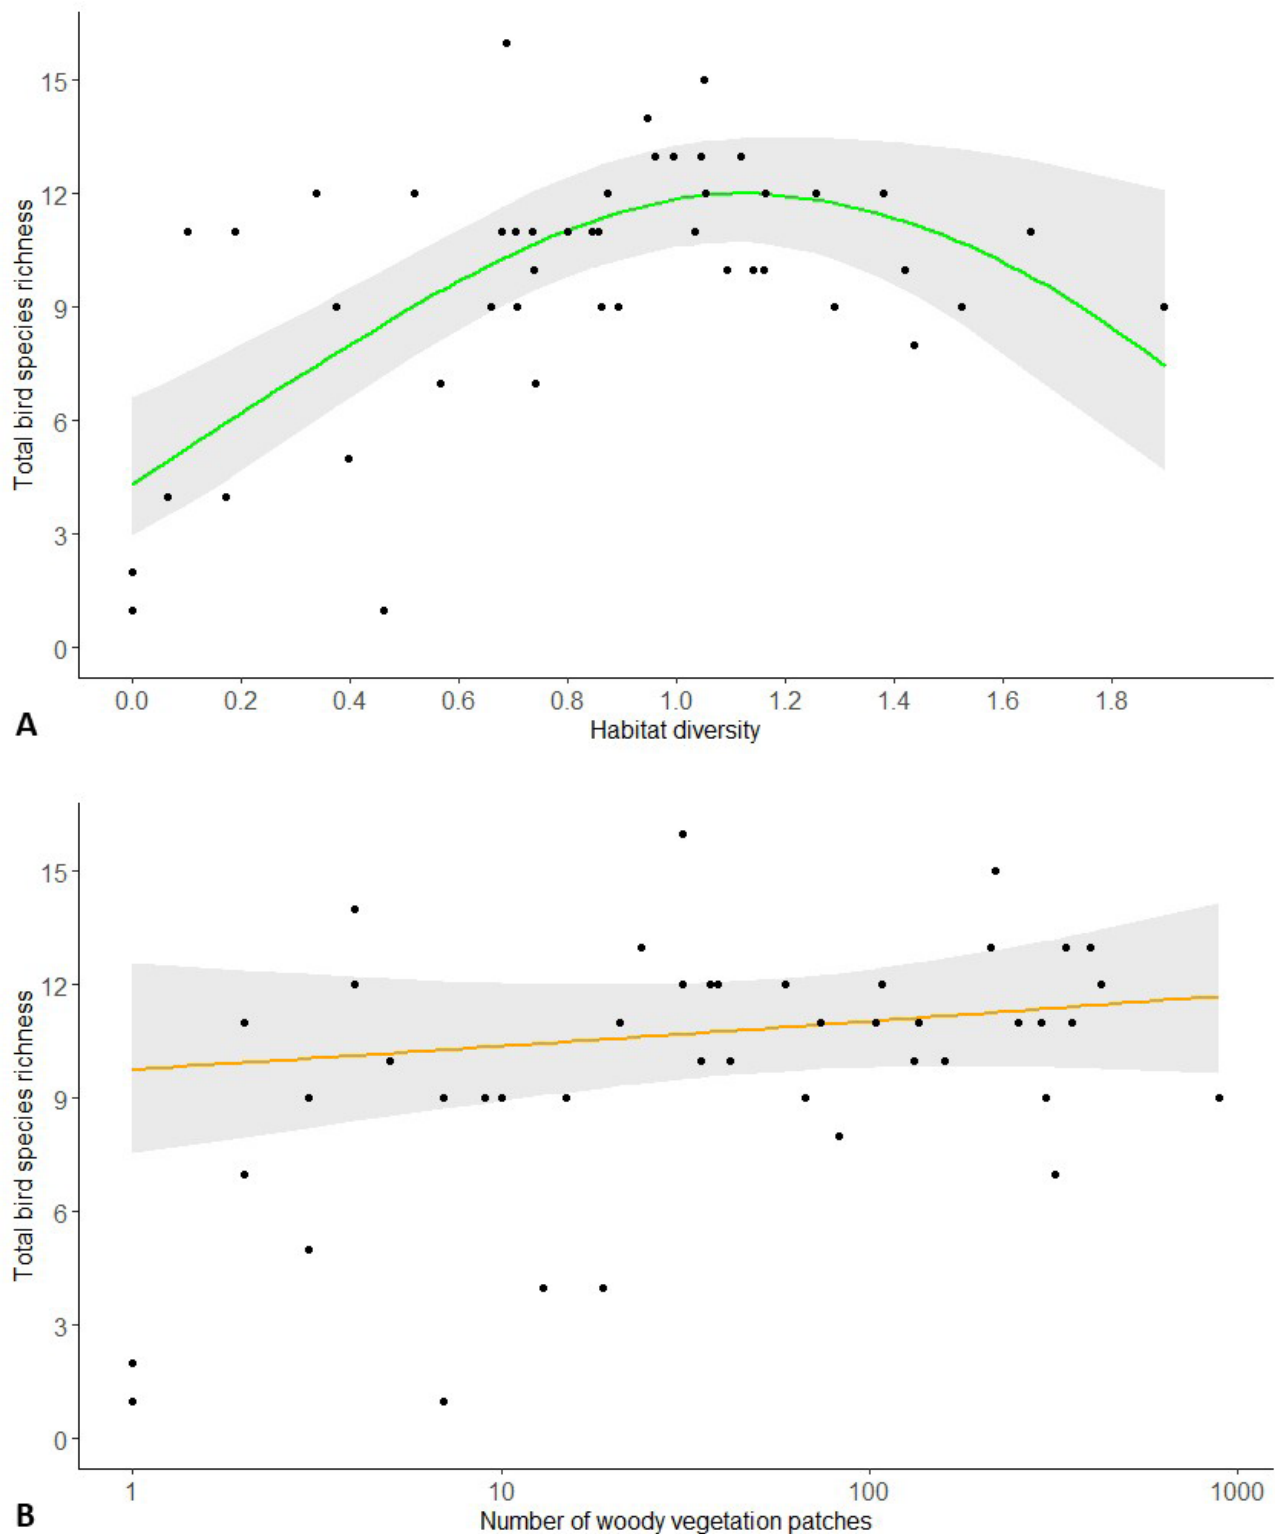 15
12
9
6
3
0
Total bird species richness
0.0 0.2 0.4 0.6 0.8 1.0 1.2 1.4 1.6 1.8
Habitat diversity
A
15
12
9
6
3
0
Total bird species richness
1 10 100 1000
Number of woody vegetation patches
B